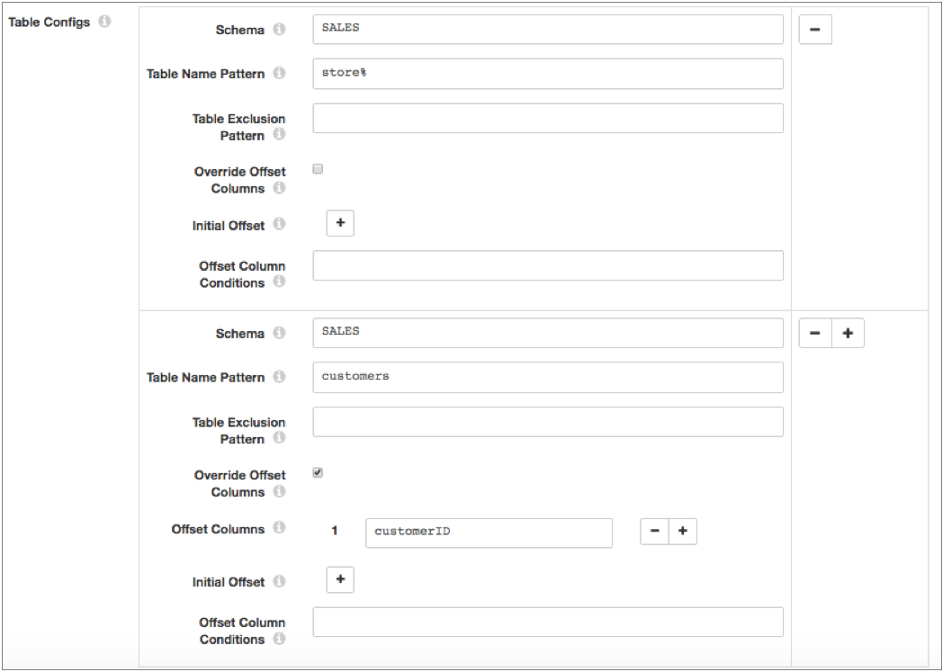 Table Configs
Schema SALES
Table Name Pattern store%
Table Exclusion
Pattern
Override Offset
Columns
Initial Offset +
Offset Column
Conditions
−
Schema SALES
Table Name Pattern customers
Table Exclusion
Pattern
Override Offset
Columns
Offset Columns 1 customerID − +
Initial Offset +
Offset Column
Conditions
− +